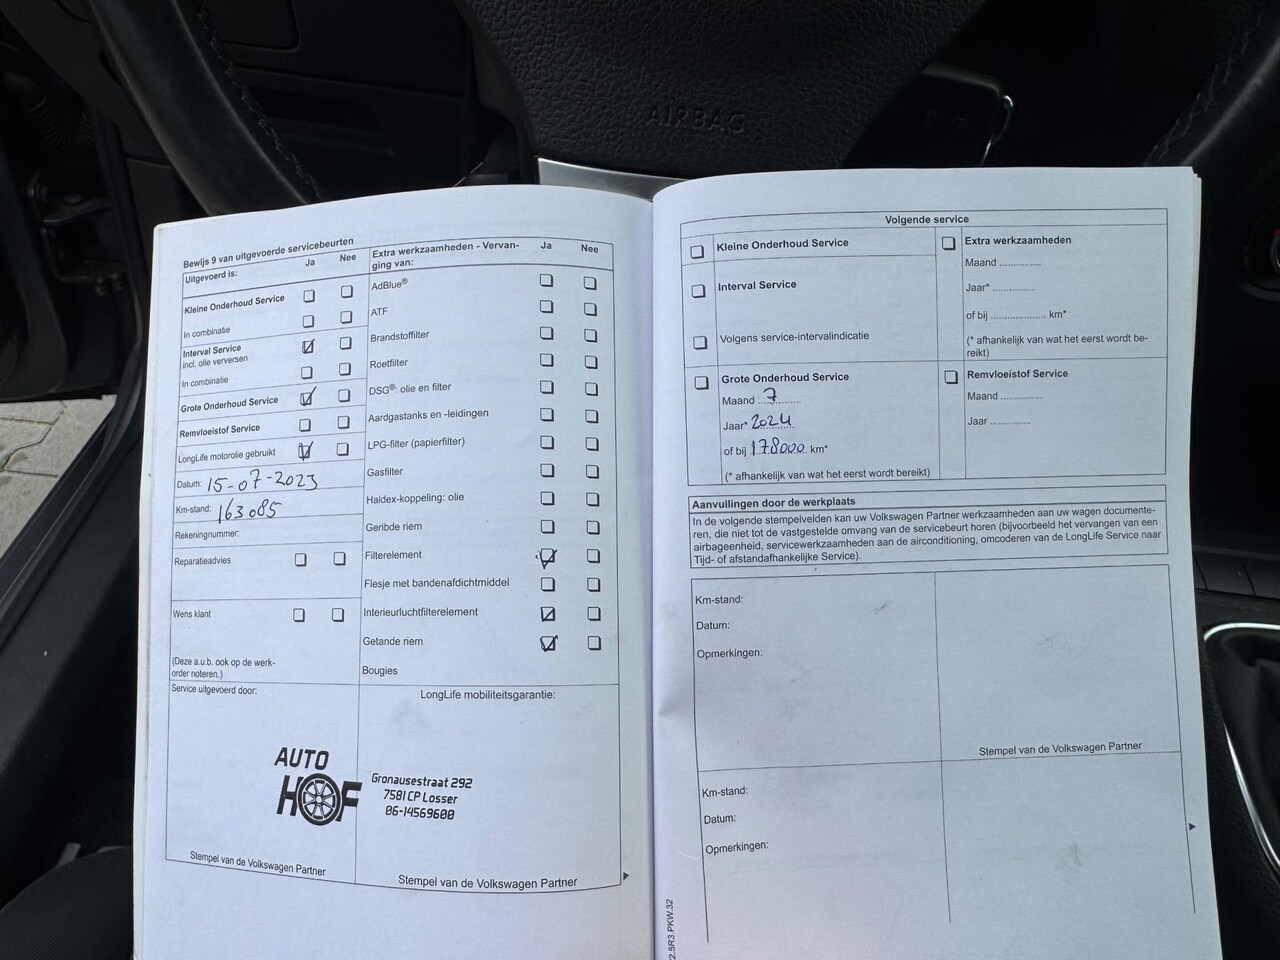 AIRBAG
Bewijs 9 van uitgevoerde servicebeurten
Uitgevoerd is:
Ja
Nee
Kleine Onderhoud Service
In combinatie
Interval Service
incl. olie verversen
In combinatie
Grote Onderhoud Service
Remvloeistof Service
LongLife motorolie gebruikt
Datum: 15-07-2023
Km-stand: 163085
Rekeningnummer:
Reparatieadvies
Wens klant
(Deze a.u.b. ook op de werk-
order noteren.)
Extra werkzaamheden - Vervan-
ging van:
Ja
Nee
AdBlue®
ATF
Brandstoffilter
Roetfilter
DSG®: olie en filter
Aardgastanks en -leidingen
LPG-filter (papierfilter)
Gasfilter
Haldex-koppeling: olie
Geribde riem
Filterelement
Flesje met bandenafdichtmiddel
Interieurluchtfilterelement
Getande riem
Bougies
Service uitgevoerd door:
AUTO
HOF
Stempel van de Volkswagen Partner
LongLife mobiliteitsgarantie:
Gronausestraat 292
7581 CP Losser
06-14569600
Stempel van de Volkswagen Partner
Volgende service
Kleine Onderhoud Service
Interval Service
Volgens service-intervalindicatie
Extra werkzaamheden
Maand ...............
Jaar* ...............
of bij .................... km*
(* afhankelijk van wat het eerst wordt be-
reikt)
Grote Onderhoud Service
Maand 7
Jaar* 2024
of bij 178000 km*
(* afhankelijk van wat het eerst wordt bereikt)
Remvloeistof Service
Maand ...............
Jaar ...............
Aanvullingen door de werkplaats
In de volgende stempelvelden kan uw Volkswagen Partner werkzaamheden aan uw wagen documente-
ren, die niet tot de vastgestelde omvang van de servicebeurt horen (bijvoorbeeld het vervangen van een
airbageenheid, servicewerkzaamheden aan de airconditioning, omcoderen van de LongLife Service naar
Tijd- of afstandafhankelijke Service).
Km-stand:
Datum:
Opmerkingen:
Stempel van de Volkswagen Partner
Km-stand:
Datum:
Opmerkingen:
2.5R3.PKW.32